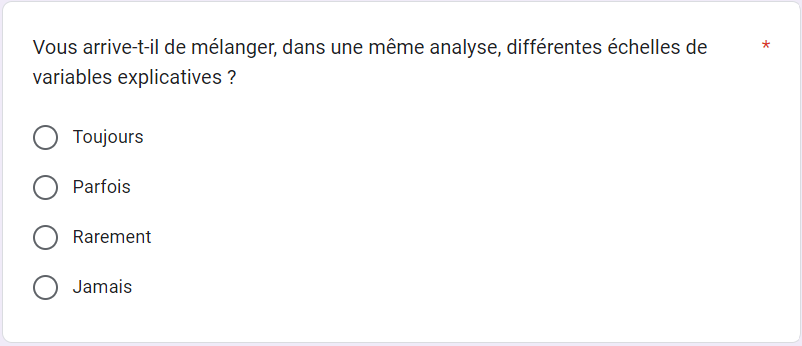 Vous arrive-t-il de mélanger, dans une même analyse, différentes échelles de *
variables explicatives ?
Toujours
Parfois
Rarement
Jamais